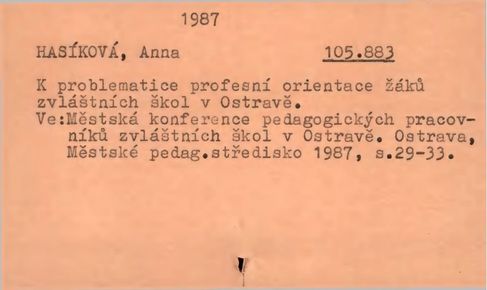 1987
HASÍKOVÁ, Anna 105.883
K problematice profesní orientace žáků
zvláštních škol v Ostravě.
Ve:Městská konference pedagogických pracov-
níků zvláštních škol v Ostravě. Ostrava,
Městské pedag.středisko 1987, s.29-33.